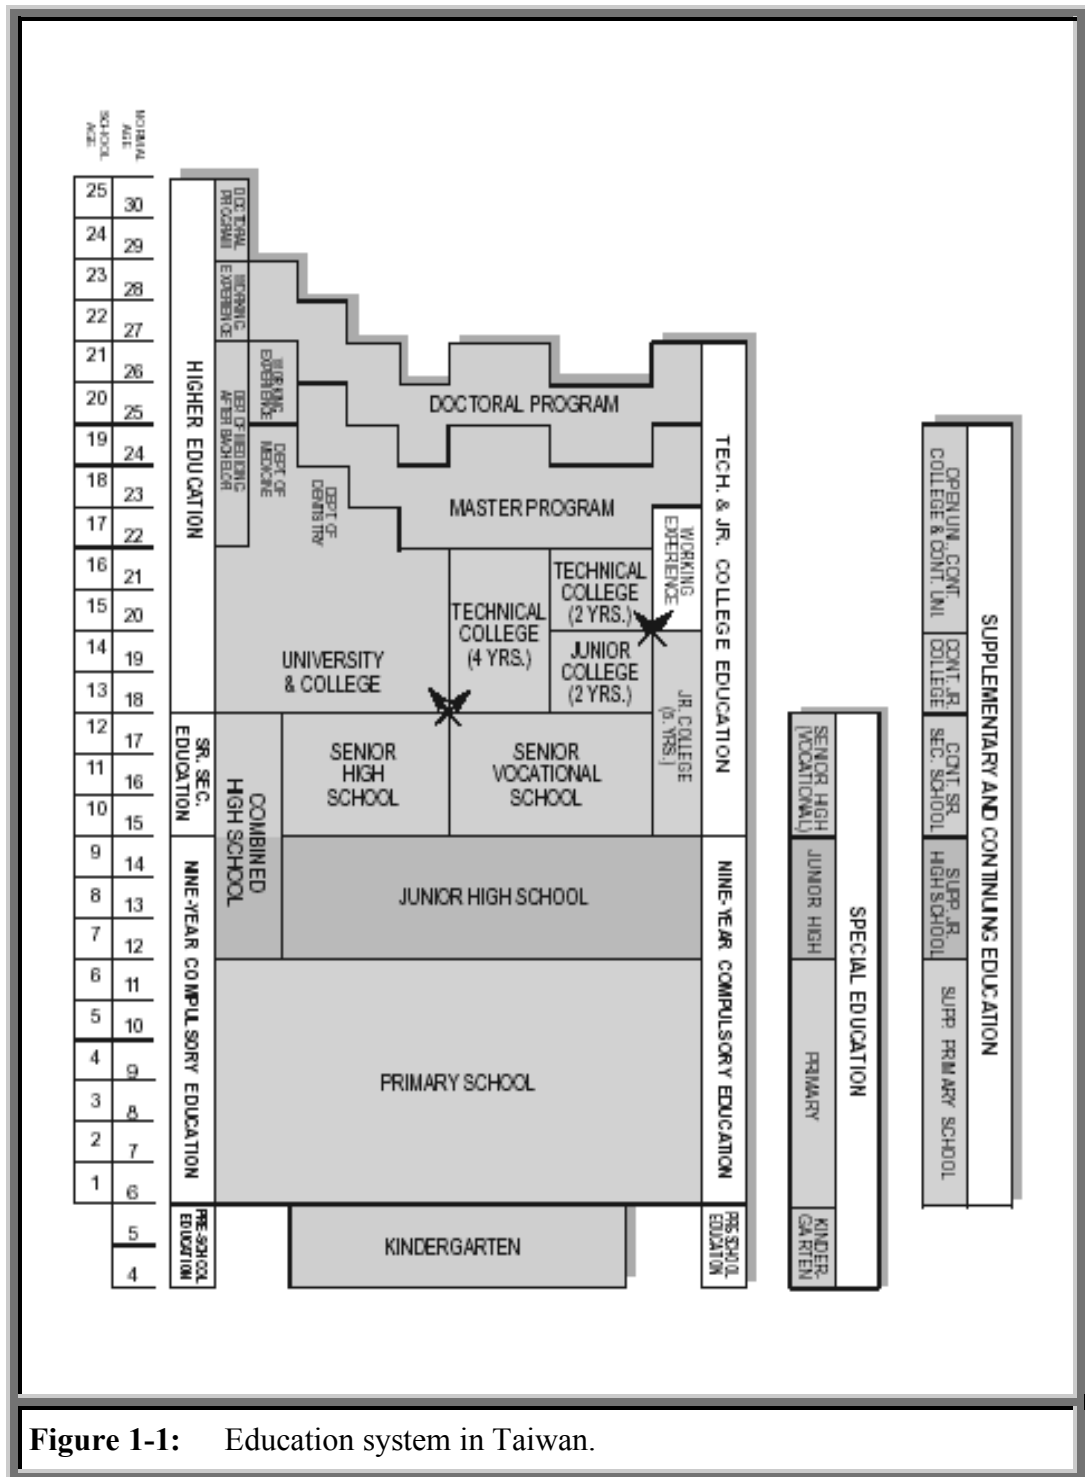 SCHOOL
AGE
NORMAL
AGE
25
24
23
22
21
20
19
18
17
16
15
14
13
12
11
10
9
8
7
6
5
4
3
2
1
30
29
28
27
26
25
24
23
22
21
20
19
18
17
16
15
14
13
12
11
10
9
8
7
6
5
4
HIGHER EDUCATION
SR. SEC.
EDUCATION
NINE-YEAR COMPULSORY EDUCATION
PRE-SCHOOL
EDUCATION
DOCTORAL
PROGRAM
WORKING
EXPERIENCE
DEPT. OF MEDICINE
AFTER BACHELOR
WORKING
EXPERIENCE
DEPT. OF
MEDICINE
DEPT. OF
DENTISTRY
DOCTORAL PROGRAM
MASTER PROGRAM
WORKING
EXPERIENCE
TECHNICAL
COLLEGE
(2 YRS.)
TECHNICAL
COLLEGE
(4 YRS.)
JUNIOR
COLLEGE
(2 YRS.)
UNIVERSITY
& COLLEGE
JR. COLLEGE
(5. YRS.)
SENIOR
HIGH
SCHOOL
SENIOR
VOCATIONAL
SCHOOL
COMBINED
HIGH SCHOOL
JUNIOR HIGH SCHOOL
PRIMARY SCHOOL
KINDERGARTEN
TECH. & JR. COLLEGE EDUCATION
NINE-YEAR COMPULSORY EDUCATION
PRE-SCHOOL
EDUCATION
SENIOR HIGH
(VOCATIONAL)
JUNIOR HIGH
PRIMARY
KINDER-
GARTEN
SPECIAL EDUCATION
OPEN UNI., CONT.
COLLEGE & CONT. UNI.
CONT. JR.
COLLEGE
CONT. SR.
SEC. SCHOOL
SUPP. JR.
HIGH SCHOOL
SUPP. PRIMARY SCHOOL
SUPPLEMENTARY AND CONTINUING EDUCATION
Figure 1-1: Education system in Taiwan.